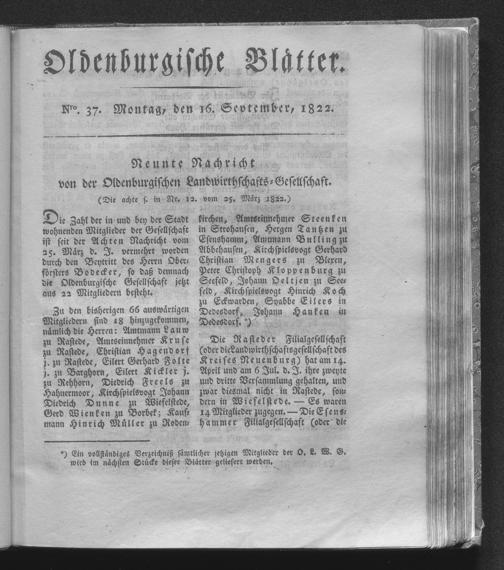 Oldenburgische Blätter.
Nro. 37. Montag, den 16. September, 1822.
Neunte Nachricht
von der Oldenburgischen Landwirthschafts-Gesellschaft.
(Die achte s. in Nr. 12. vom 25. März 1822.)
Die Zahl der in und bey der Stadt
wohnenden Mitglieder der Gesellschaft
ist seit der Achten Nachricht vom
25. März d. J. vermehrt worden
durch den Beytritt des Herrn Ober-
försters Bodecker, so daß demnach
die Oldenburgische Gesellschaft jetzt
aus 22 Mitgliedern besteht.
Zu den bisherigen 66 auswärtigen
Mitgliedern sind 18 hinzugekommen,
nämlich die Herren: Amtmann Lauw
zu Rastede, Amtseinnehmer Kruse
zu Rastede, Christian Hagendorf
z. zu Rastede, Eilert Gerhard Folte
z. zu Barghorn, Eilert Kickler j.
zu Rehhorn, Diedrich Freels zu
Hahnermoor, Kirchspielsvogt Johann
Diedrich Dunne zu Wiefelstede,
Gerd Wienken zu Borbek; Kauf-
mann Hinrich Müller zu Roden-
kirchen, Amtseinnehmer Steenken
in Strohausen, Hergen Tantzen zu
Esenshamm, Amtmann Bulling zu
Abbehausen, Kirchspielsvogt Gerhard
Christian Mengers zu Blexen,
Peter Christoph Kloppenburg zu
Seefeld, Johann Oeltjen zu See-
feld, Kirchspielsvogt Hinrich Koch
zu Eckwarden, Syabbe Eilers in
Dedesdorf, Johann Hanken in
Dedesdorf. *)
Die Rasteder Filialgesellschaft
(oder die Landwirthschaftsgesellschaft des
Kreises Neuenburg) hat am 14.
April und am 6 Jul. d. J. ihre zweyte
und dritte Versammlung gehalten, und
zwar diesmal nicht in Rastede, son-
dern in Wiefelstede. — Es waren
14 Mitglieder zugegen. — Die Esens-
hammer Filialgesellschaft (oder die
*) Ein vollständiges Verzeichniß sämtlicher jetzigen Mitglieder der O. L. W. G.
wird im nächsten Stücke dieser Blätter geliefert werden.